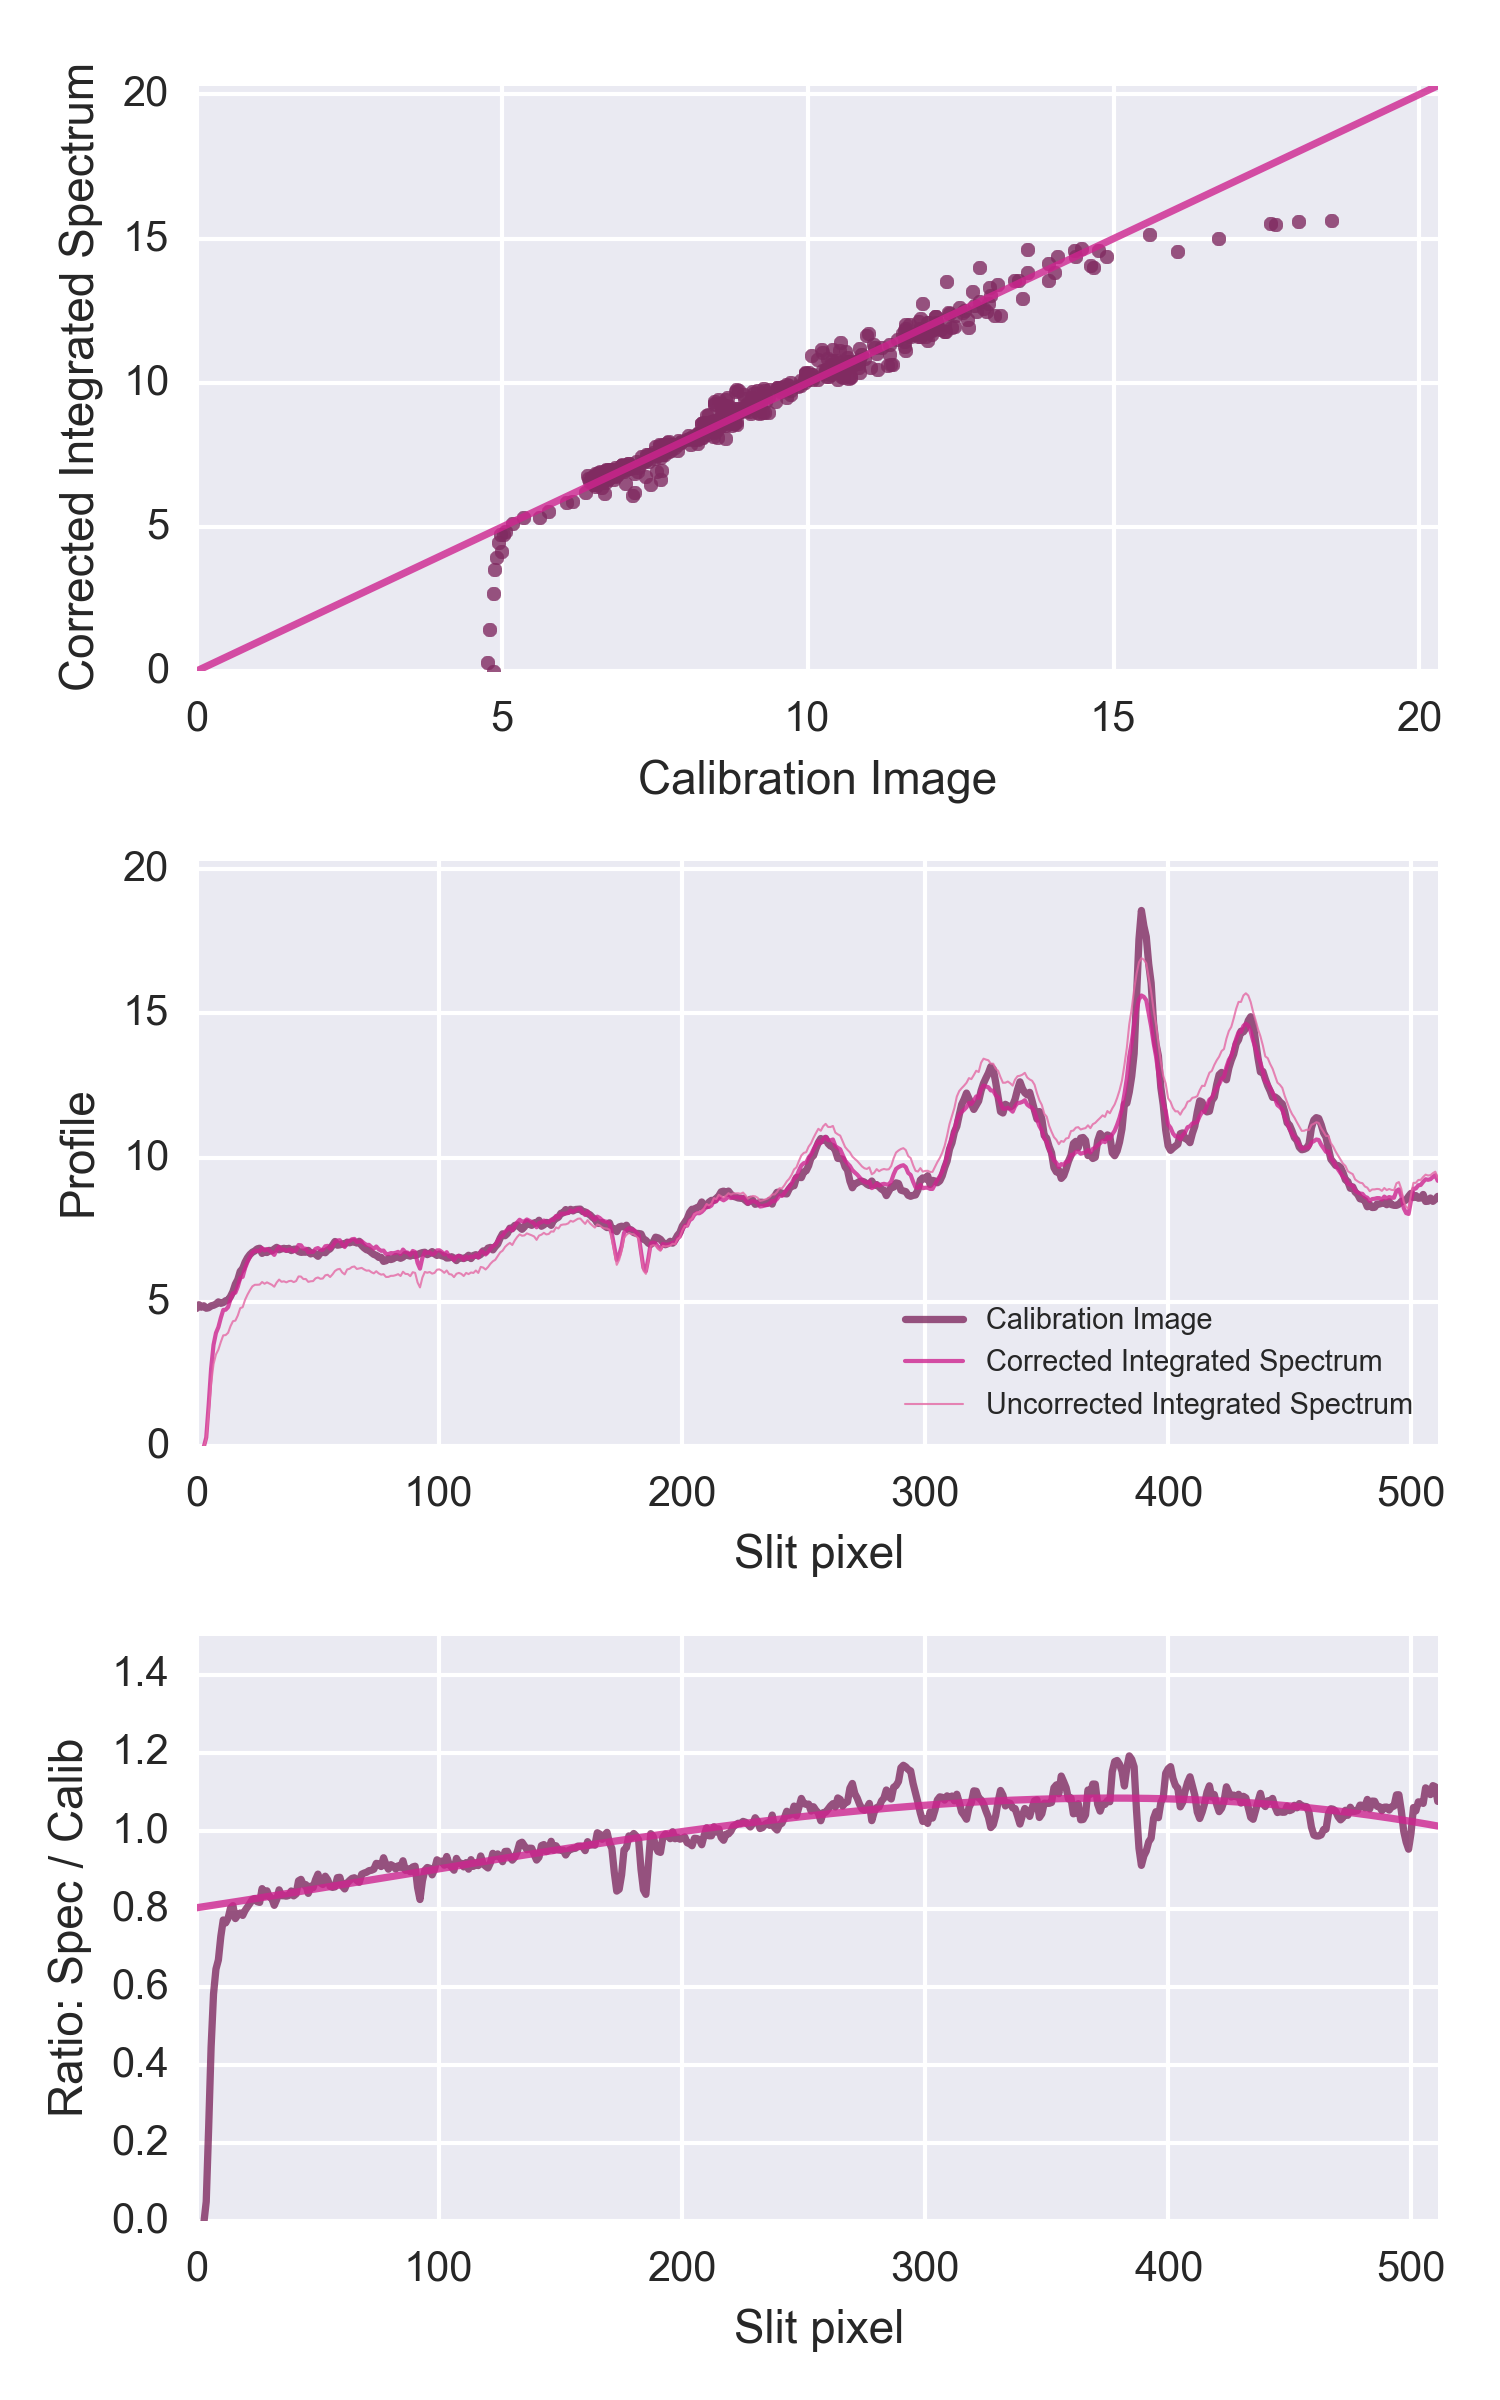 Corrected Integrated Spectrum
20
15
10
5
0
0 5 10 15 20
Calibration Image
Profile
20
15
10
5
0
Calibration Image
Corrected Integrated Spectrum
Uncorrected Integrated Spectrum
0 100 200 300 400 500
Slit pixel
Ratio: Spec / Calib
1.4
1.2
1.0
0.8
0.6
0.4
0.2
0.0
0 100 200 300 400 500
Slit pixel